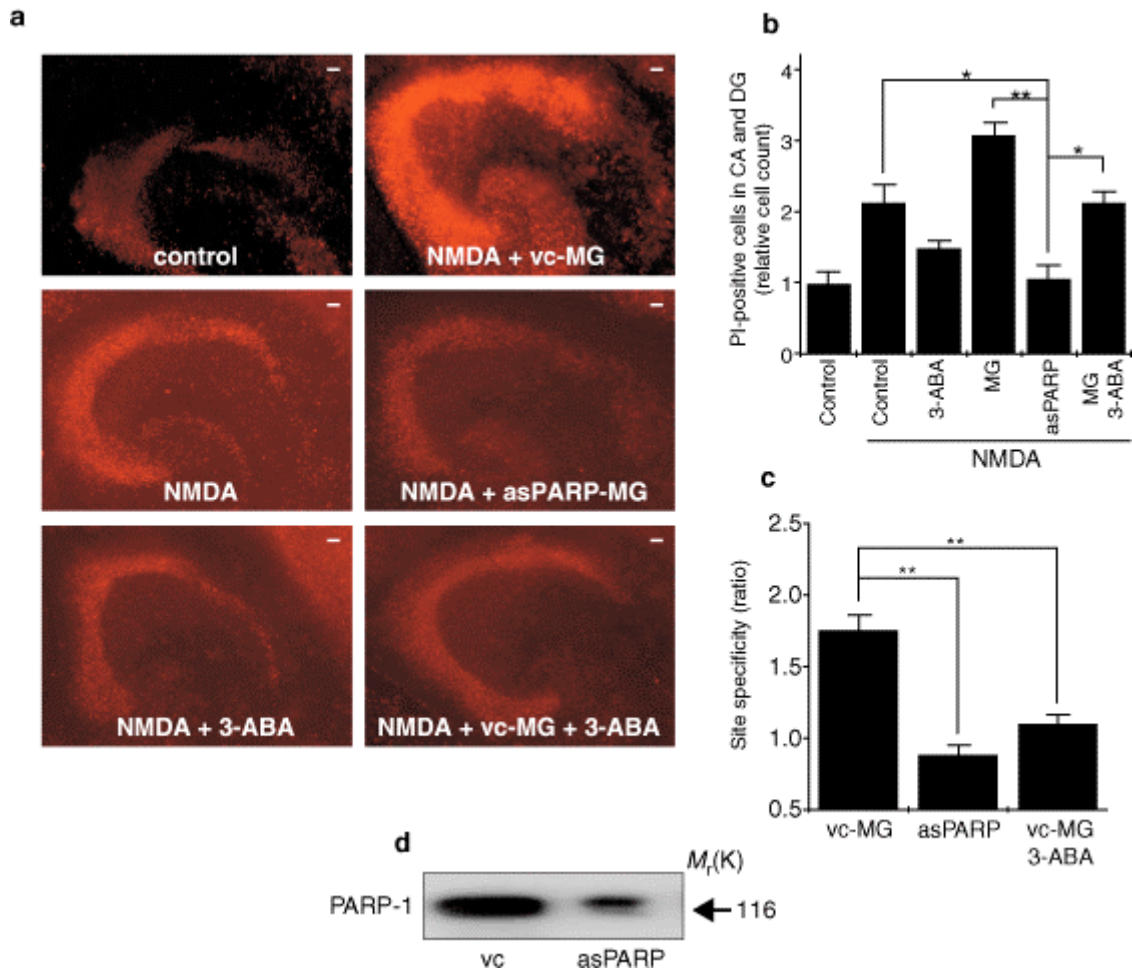 a
control
NMDA + vc-MG
NMDA
NMDA + asPARP-MG
NMDA + 3-ABA
NMDA + vc-MG + 3-ABA
b
PI-positive cells in CA and DG
(relative cell count)
4
3
2
1
0
*
**
*
Control
Control
3-ABA
MG
asPARP
MG
3-ABA
NMDA
c
Site specificity (ratio)
2.5
2.0
1.5
1.0
0.5
**
**
vc-MG
asPARP
vc-MG
3-ABA
d
Mr(K)
PARP-1
116
vc
asPARP